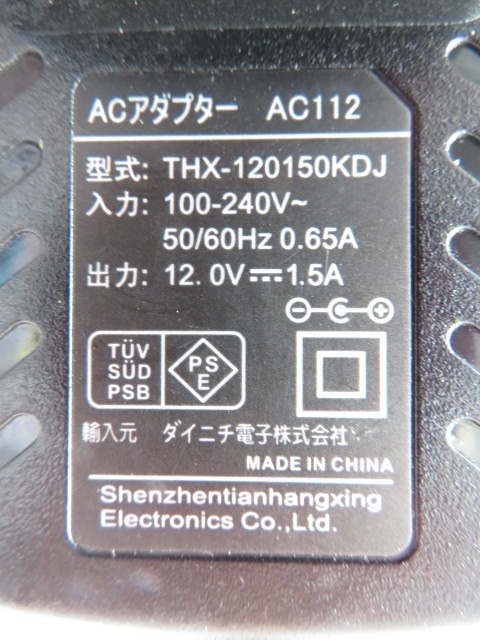 ACアダプター AC112
型式: THX-120150KDJ
入力: 100-240V~
50/60Hz 0.65A
出力: 12.0V⎓1.5A
TÜV
SÜD
PSB
PS
E
輸入元 ダイニチ電子株式会社
MADE IN CHINA
Shenzhentianhangxing
Electronics Co.,Ltd.